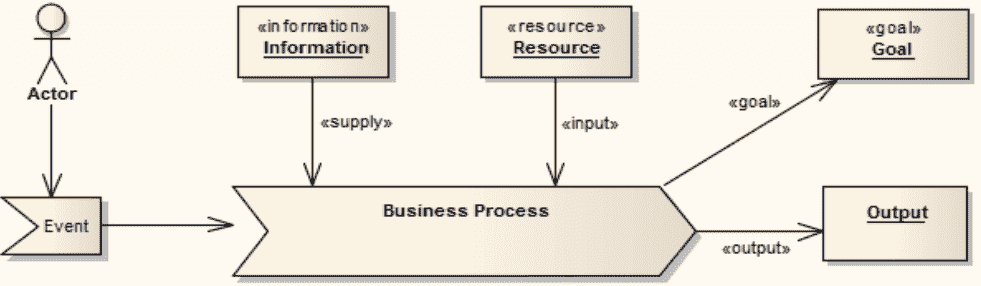 «information»
Information
«resource»
Resource
«goal»
Goal
Actor
«supply»
«input»
«goal»
Event
Business Process
Output
«output»